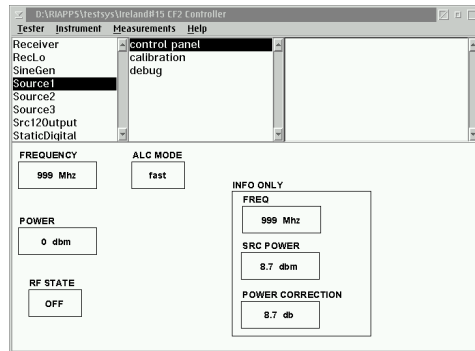 D:\RIAPPS\testsys\Ireland#15 CF2 Controller
Tester Instrument Measurements Help
Receiver
RecLo
SineGen
Source1
Source2
Source3
Src12Output
StaticDigital
control panel
calibration
debug
FREQUENCY
999 Mhz
ALC MODE
fast
POWER
0 dbm
RF STATE
OFF
INFO ONLY
FREQ
999 Mhz
SRC POWER
8.7 dbm
POWER CORRECTION
8.7 db